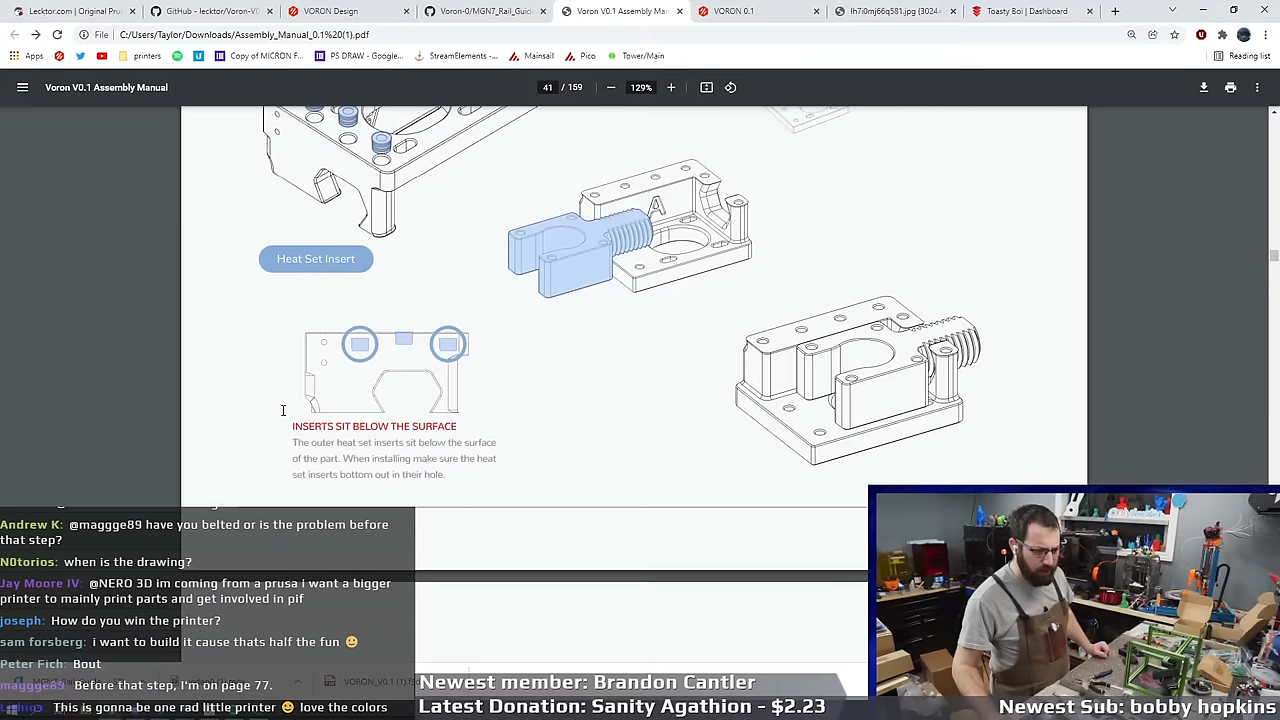 Lecktor.com | Original Pru
GitHub - lecktor/Voron-V0
VORON Design
Voron-0/MGN7_Rail_Guide
Voron V0.1 Assembly Man
VORON 0.1
lh7i0mj66q581.jpg (3024×
Toasty Boi | Dashboard
File
C:/Users/Taylor/Downloads/Assembly_Manual_0.1%20(1).pdf
Apps
printers
Copy of MICRON F...
PS DRAW - Google...
StreamElements -...
Mainsail
Pico
Tower/Main
Reading list
Voron V0.1 Assembly Manual
41 / 159
129%
A
Heat Set Insert
INSERTS SIT BELOW THE SURFACE
The outer heat set inserts sit below the surface
of the part. When installing make sure the heat
set inserts bottom out in their hole.
Andrew K: @maggge89 have you belted or is the problem before
that step?
N0torios: when is the drawing?
Jay Moore IV: @NERO 3D im coming from a prusa i want a bigger
printer to mainly print parts and get involved in pif
joseph: How do you win the printer?
sam forsberg: i want to build it cause thats half the fun 😀
Peter Fich: Bout
maggge89: Before that step, I'm on page 77.
This is gonna be one rad little printer 😀 love the colors
VORON_V0.1 (1).f3
Newest member: Brandon Cantler
Latest Donation: Sanity Agathion - $2.23
Newest Sub: bobby hopkins